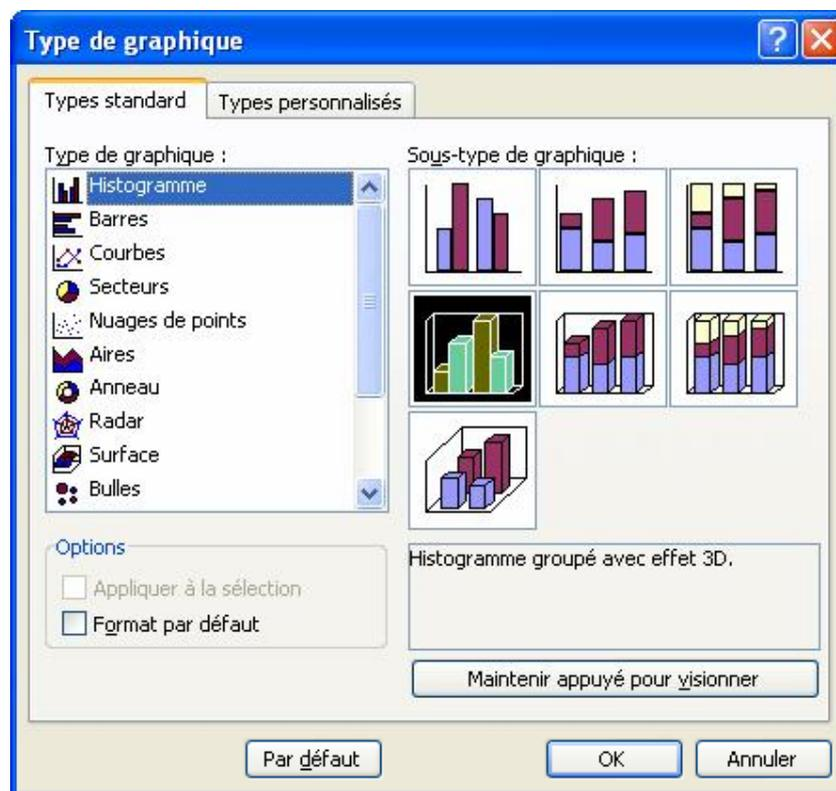 Type de graphique
Types standard
Types personnalisés
Type de graphique :
Histogramme
Barres
Courbes
Secteurs
Nuages de points
Aires
Anneau
Radar
Surface
Bulles
Sous-type de graphique :
Options
Appliquer à la sélection
Format par défaut
Histogramme groupé avec effet 3D.
Maintenir appuyé pour visionner
Par défaut
OK
Annuler